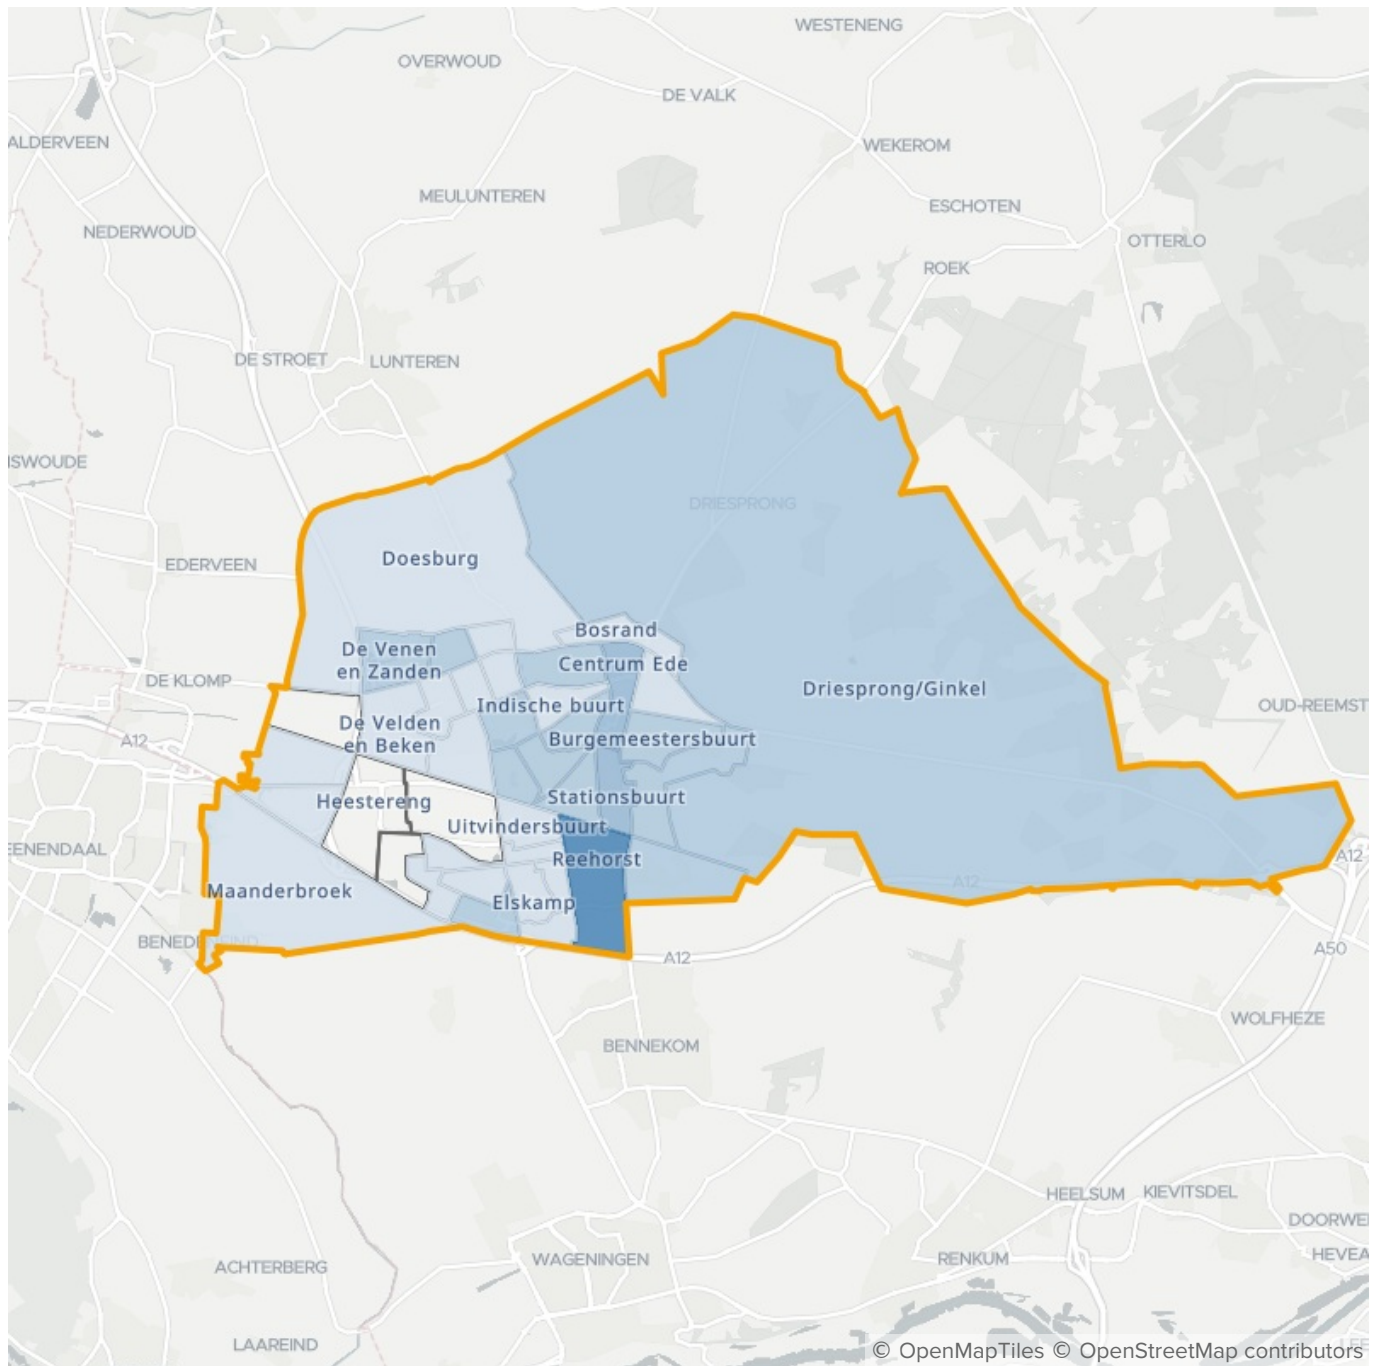 WESTENENG
OVERWOUD
DE VALK
ALDERVEEN
WEKEROM
MEULUNTEREN
ESCHOTEN
NEDERWOUD
OTTERLO
ROEK
DE STROET
LUNTEREN
ISWOUDE
DRIESPRONG
Doesburg
EDERVEEN
Bosrand
De Venen
en Zanden
Centrum Ede
DE KLOMP
Driesprong/Ginkel
Indische buurt
OUD-REEMST
De Velden
en Beken
A12
Burgemeestersbuurt
Heestereng
Stationsbuurt
Uitvindersbuurt
EENENDAAL
Reehorst
A12
A12
Maanderbroek
Elskamp
BENEDENEIND
A12
A50
WOLFHEZE
BENNEKOM
HEELSUM
KIEVITSDEL
DOORWE
WAGENINGEN
RENKUM
HEVEA
ACHTERBERG
LAAREIND
© OpenMapTiles © OpenStreetMap contributors